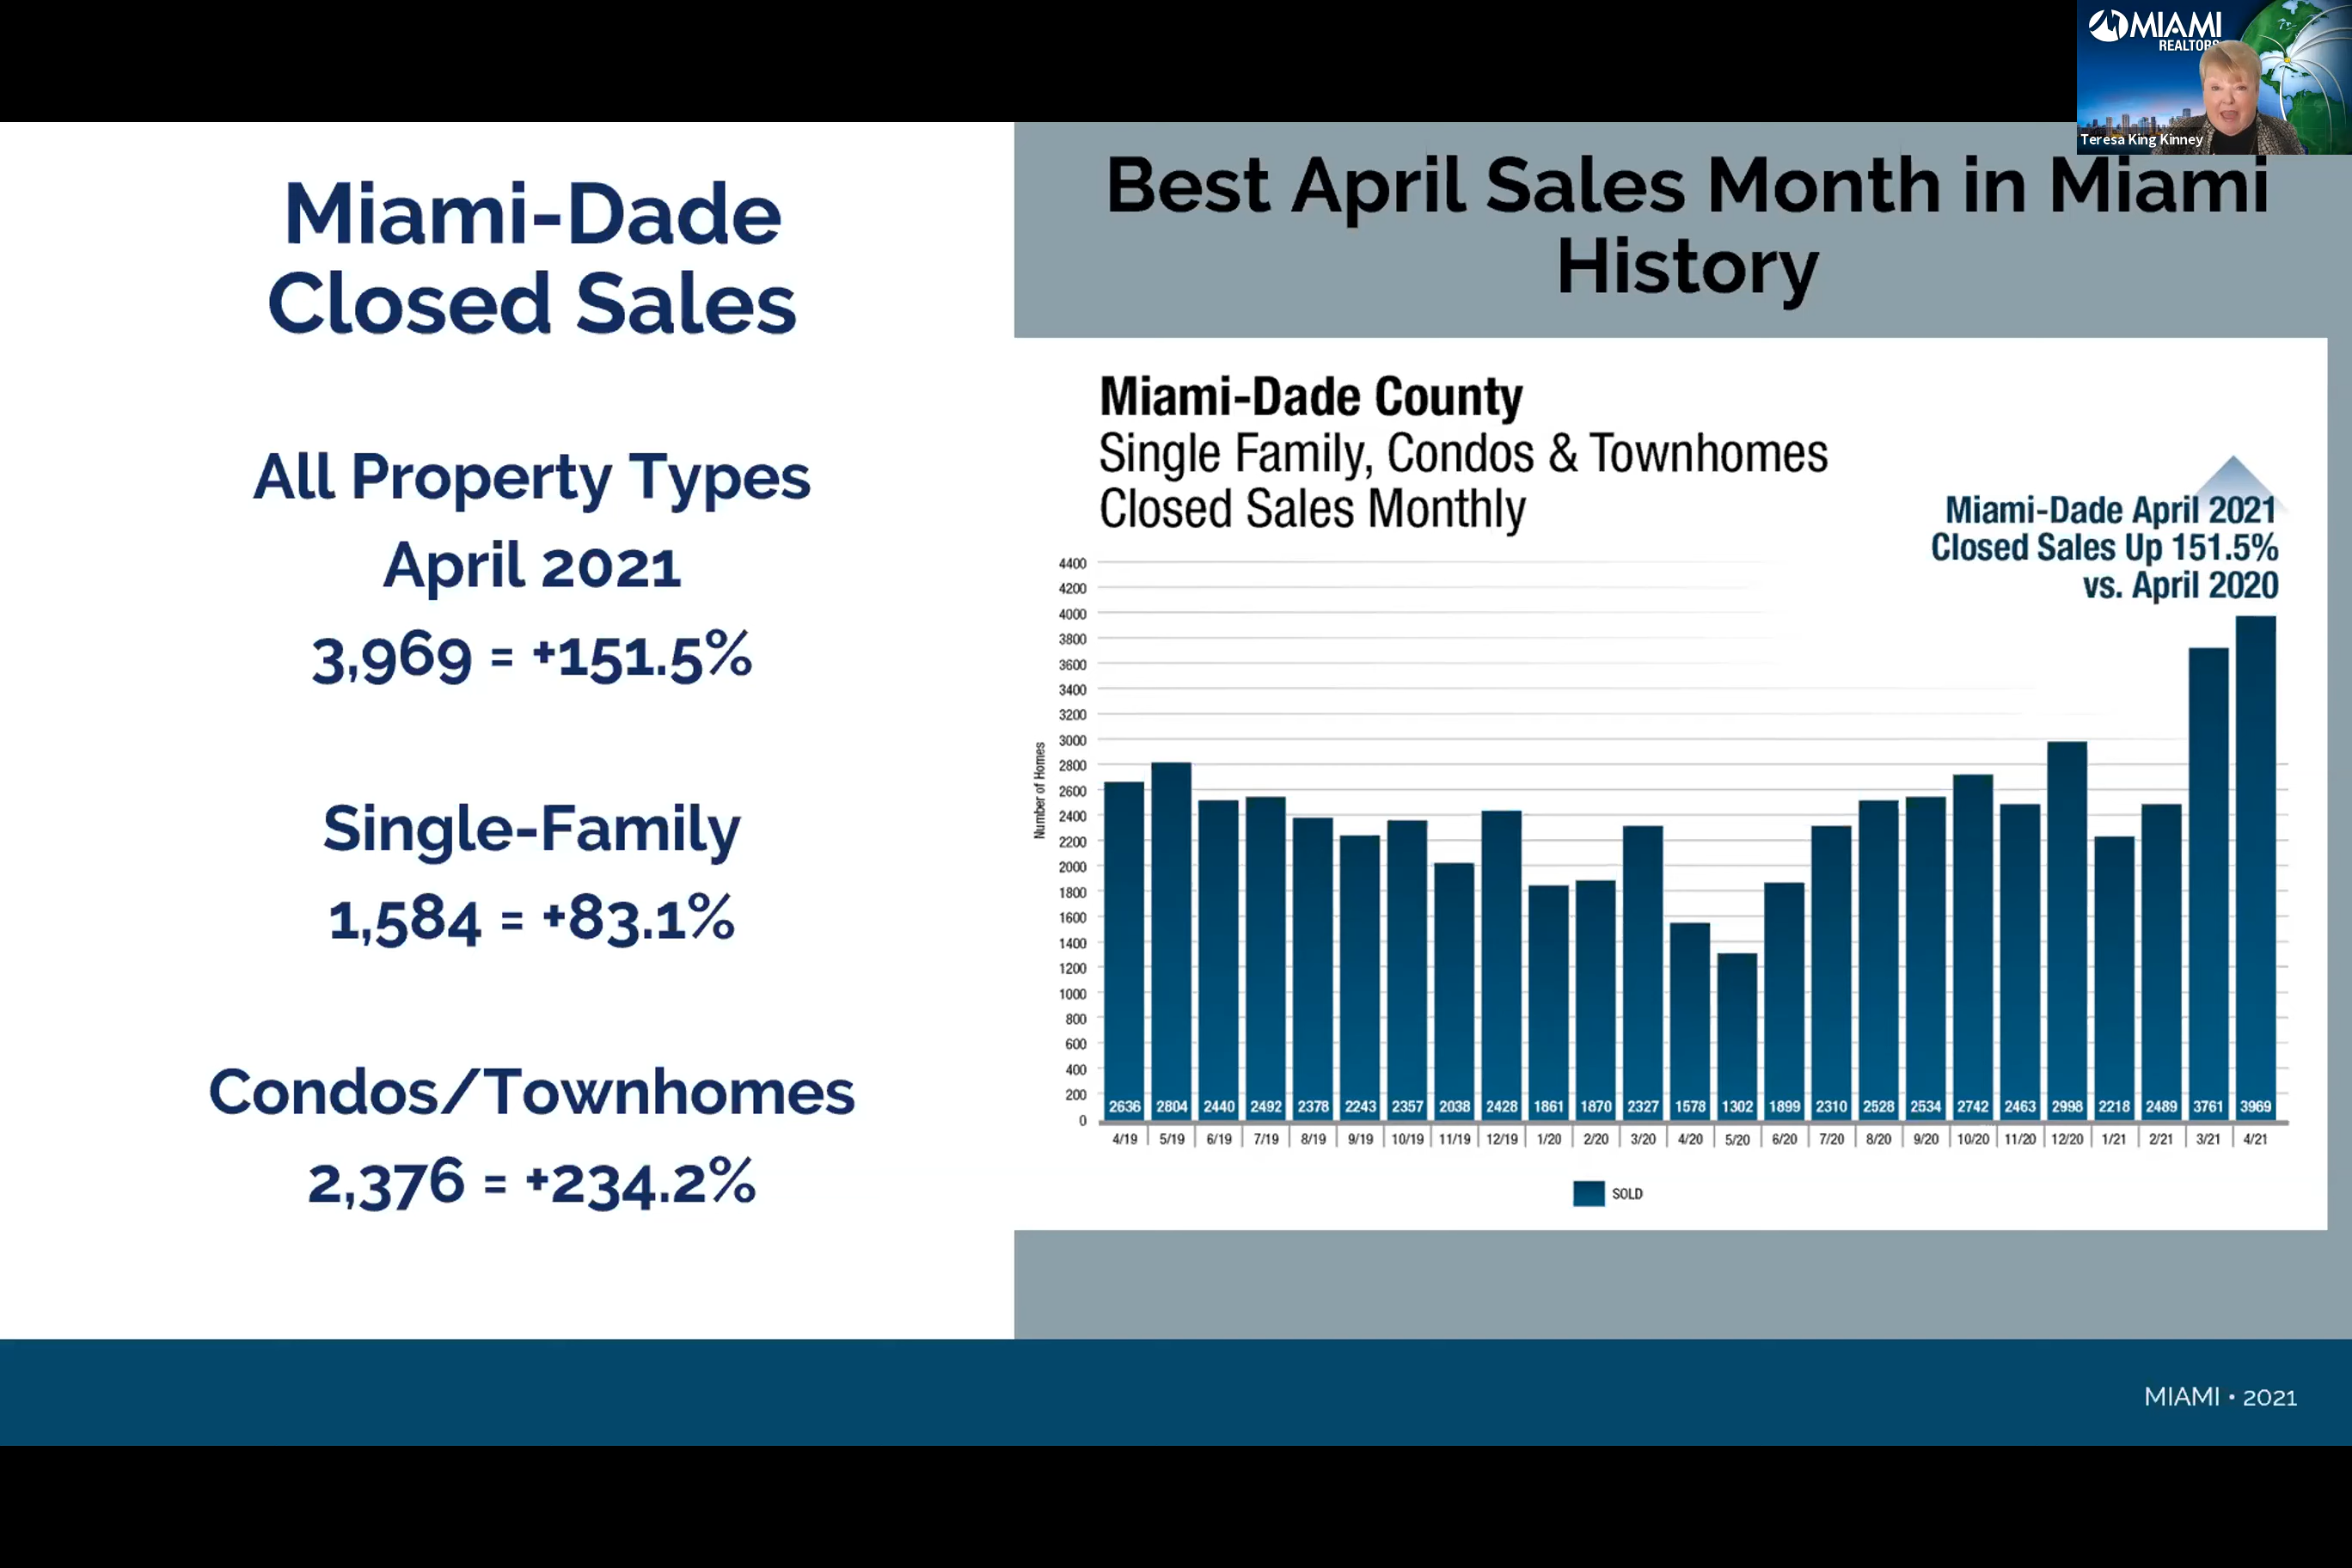 MIAMI
REALTORS
Teresa King Kinney
Miami-Dade
Closed Sales
All Property Types
April 2021
3,969 = +151.5%
Single-Family
1,584 = +83.1%
Condos/Townhomes
2,376 = +234.2%
Best April Sales Month in Miami
History
Miami-Dade County
Single Family, Condos & Townhomes
Closed Sales Monthly
Miami-Dade April 2021
Closed Sales Up 151.5%
vs. April 2020
Number of Homes
4400
4200
4000
3800
3600
3400
3200
3000
2800
2600
2400
2200
2000
1800
1600
1400
1200
1000
800
600
400
200
0
2636 2804 2440 2492 2378 2243 2357 2038 2428 1861 1870 2327 1578 1302 1899 2310 2528 2534 2742 2463 2998 2218 2489 3761 3969
4/19 5/19 6/19 7/19 8/19 9/19 10/19 11/19 12/19 1/20 2/20 3/20 4/20 5/20 6/20 7/20 8/20 9/20 10/20 11/20 12/20 1/21 2/21 3/21 4/21
SOLD
MIAMI • 2021